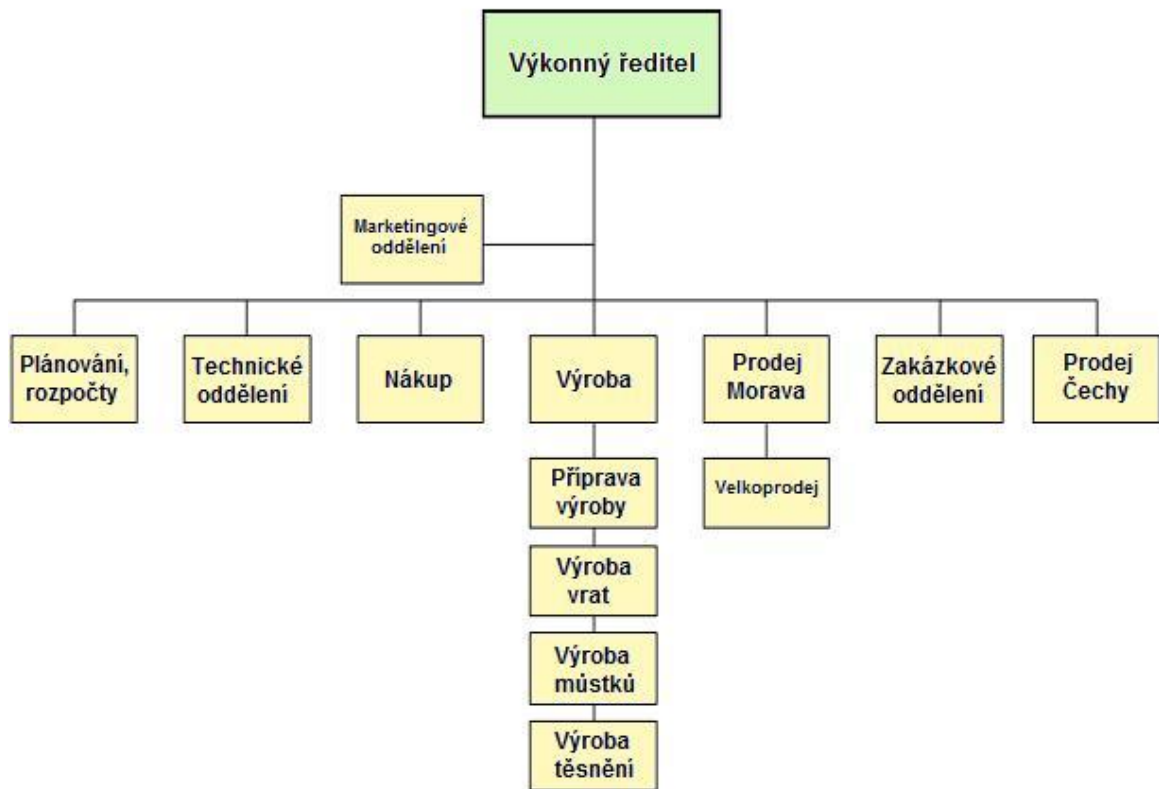 Výkonný ředitel
Marketingové
oddělení
Plánování,
rozpočty
Technické
oddělení
Nákup
Výroba
Prodej
Morava
Zakázkové
oddělení
Prodej
Čechy
Příprava
výroby
Velkoprodej
Výroba
vrat
Výroba
můstků
Výroba
těsnění